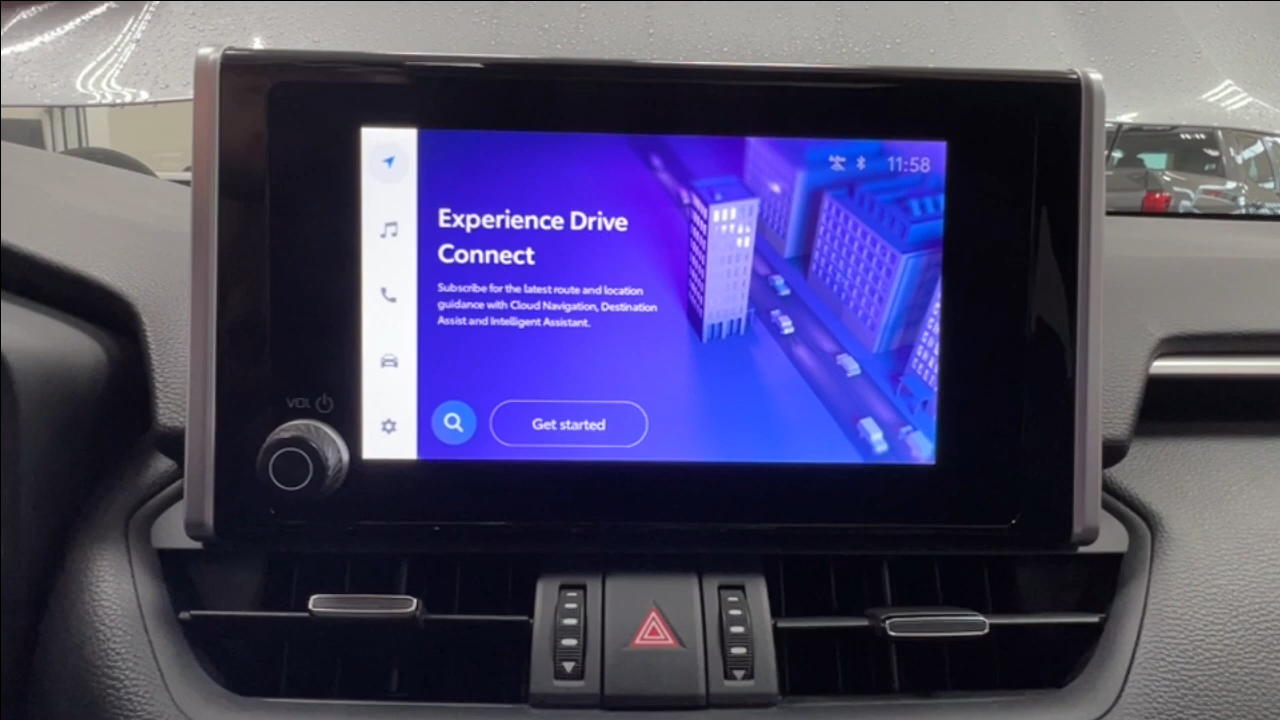 11:58
Experience Drive
Connect
Subscribe for the latest route and location
guidance with Cloud Navigation, Destination
Assist and Intelligent Assistant.
Get started
VOL